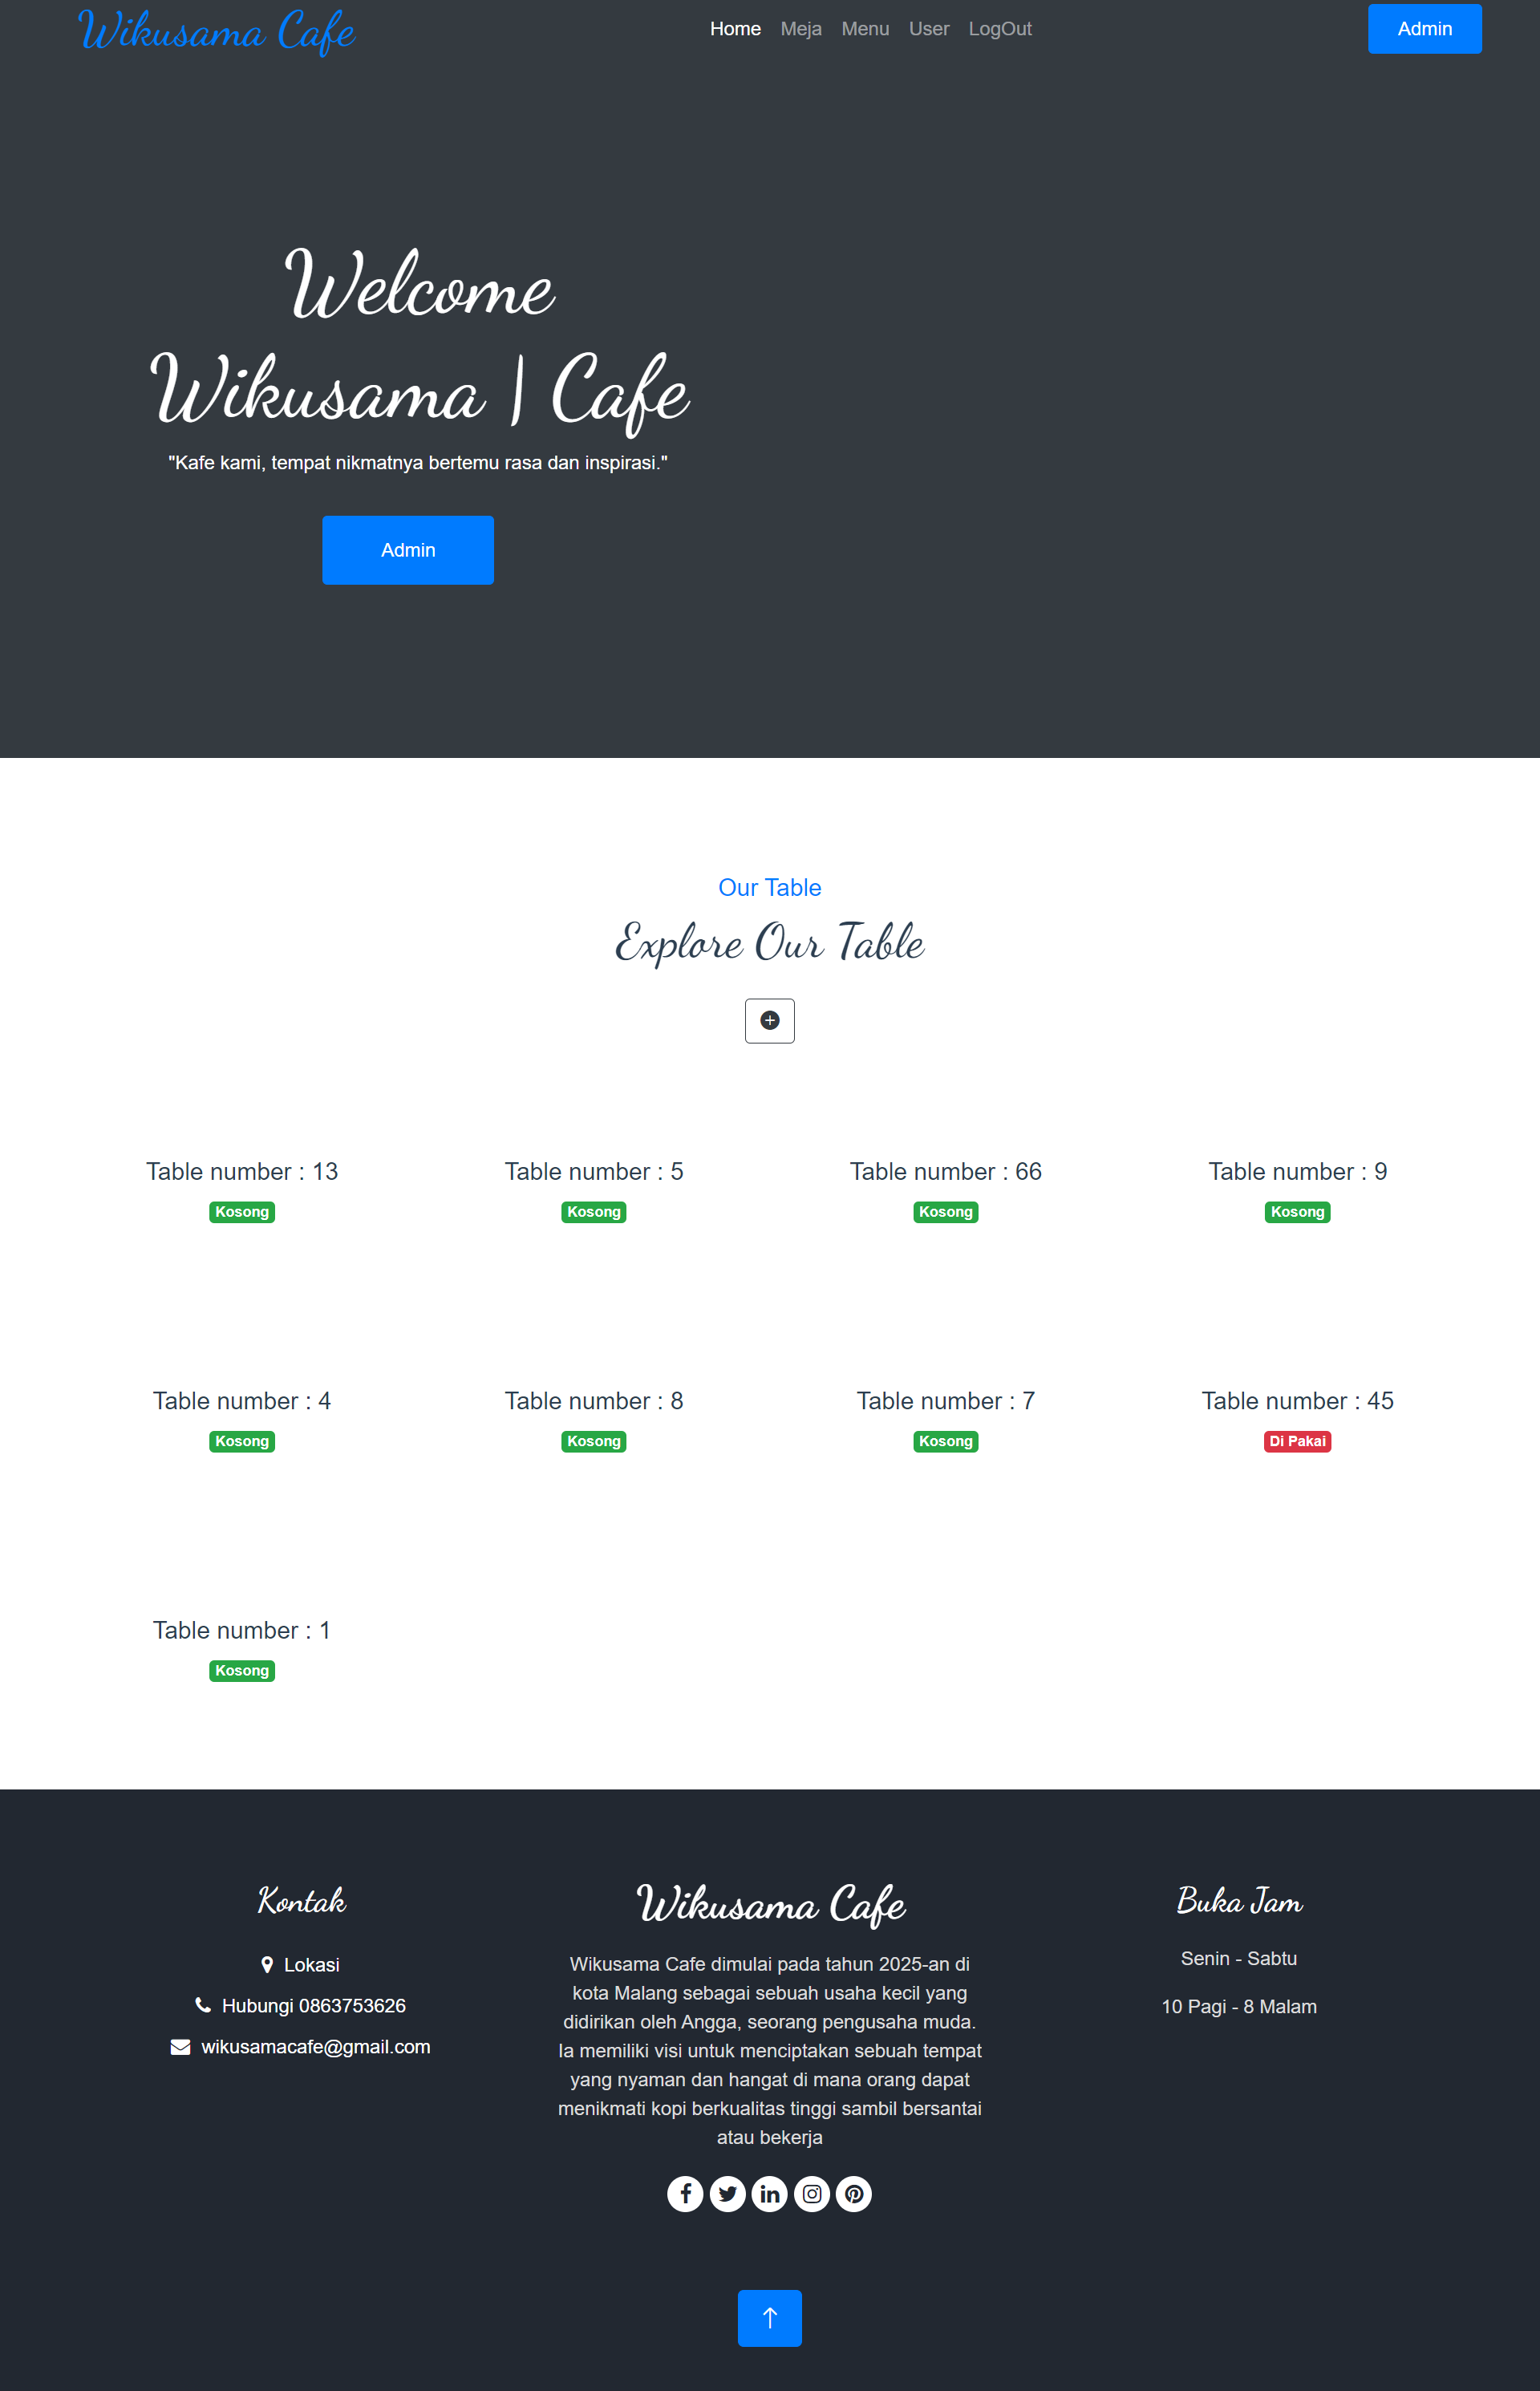 Wikusama Cafe
Home Meja Menu User LogOut
Admin
Welcome
Wikusama | Cafe
"Kafe kami, tempat nikmatnya bertemu rasa dan inspirasi."
Admin
Our Table
Explore Our Table
Table number : 13
Kosong
Table number : 5
Kosong
Table number : 66
Kosong
Table number : 9
Kosong
Table number : 4
Kosong
Table number : 8
Kosong
Table number : 7
Kosong
Table number : 45
Di Pakai
Table number : 1
Kosong
Kontak
Lokasi
Hubungi 0863753626
wikusamacafe@gmail.com
Wikusama Cafe
Wikusama Cafe dimulai pada tahun 2025-an di
kota Malang sebagai sebuah usaha kecil yang
didirikan oleh Angga, seorang pengusaha muda.
Ia memiliki visi untuk menciptakan sebuah tempat
yang nyaman dan hangat di mana orang dapat
menikmati kopi berkualitas tinggi sambil bersantai
atau bekerja
Buka Jam
Senin - Sabtu
10 Pagi - 8 Malam